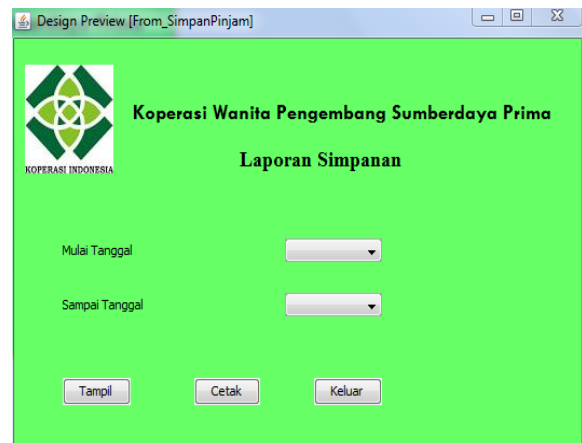 Design Preview [From_SimpanPinjam]
Koperasi Wanita Pengembang Sumberdaya Prima
KOPERASI INDONESIA
Laporan Simpanan
Mulai Tanggal
Sampai Tanggal
Tampil Cetak Keluar